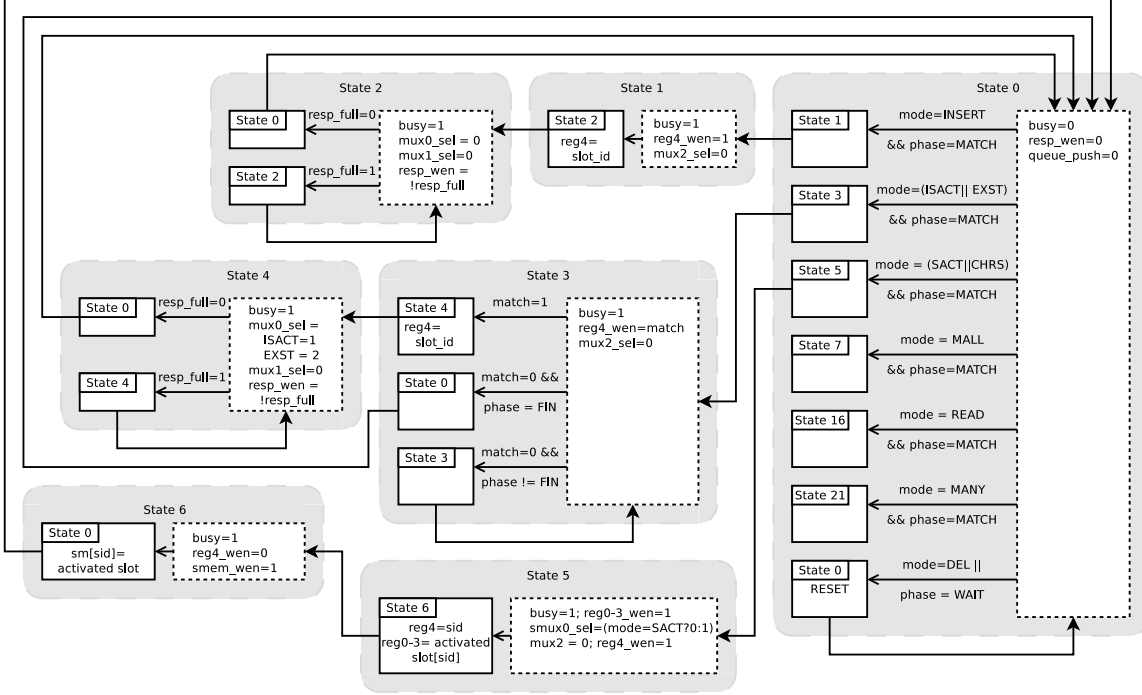 State 2
State 0
resp_full=0
State 2
resp_full=1
busy=1
mux0_sel = 0
mux1_sel=0
resp_wen =
!resp_full
State 1
State 2
reg4=
slot_id
busy=1
reg4_wen=1
mux2_sel=0
State 0
State 1
mode=INSERT
&& phase=MATCH
State 3
mode=(ISACT|| EXST)
&& phase=MATCH
State 5
mode = (SACT||CHRS)
&& phase=MATCH
State 7
mode = MALL
&& phase=MATCH
State 16
mode = READ
&& phase=MATCH
State 21
mode = MANY
&& phase=MATCH
State 0
RESET
mode=DEL ||
phase = WAIT
busy=0
resp_wen=0
queue_push=0
State 4
State 0
resp_full=0
State 4
resp_full=1
busy=1
mux0_sel =
ISACT=1
EXST = 2
mux1_sel=0
resp_wen =
!resp_full
State 3
State 4
reg4=
slot_id
match=1
State 0
match=0 &&
phase = FIN
State 3
match=0 &&
phase != FIN
busy=1
reg4_wen=match
mux2_sel=0
State 6
State 0
sm[sid]=
activated slot
busy=1
reg4_wen=0
smem_wen=1
State 5
State 6
reg4=sid
reg0-3= activated
slot[sid]
busy=1; reg0-3_wen=1
smux0_sel=(mode=SACT?0:1)
mux2 = 0; reg4_wen=1